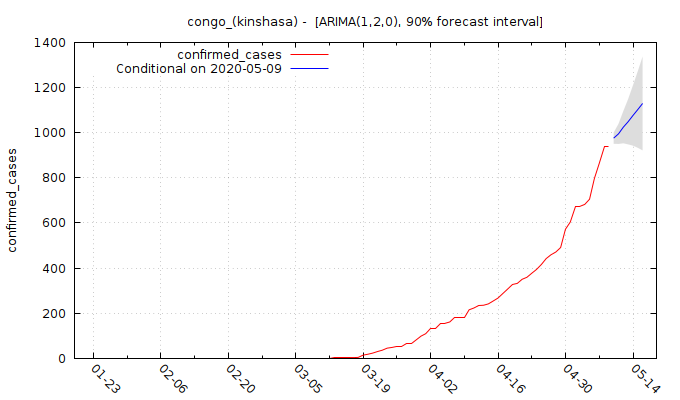 congo_(kinshasa) -  [ARIMA(1,2,0), 90% forecast interval]
confirmed_cases
Conditional on 2020-05-09
1400
1200
1000
800
600
400
200
0
confirmed_cases
01-23 02-06 02-20 03-05 03-19 04-02 04-16 04-30 05-14